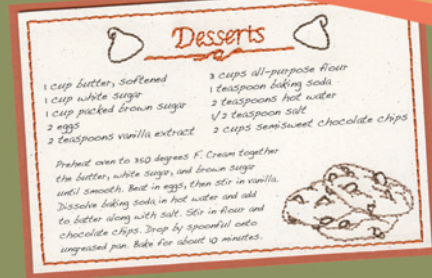 Desserts
1 cup butter, softened
1 cup white sugar
1 cup packed brown sugar
2 eggs
2 teaspoons vanilla extract
3 cups all-purpose flour
1 teaspoon baking soda
2 teaspoons hot water
1/2 teaspoon salt
2 cups semisweet chocolate chips
Preheat oven to 350 degrees F. Cream together
the butter, white sugar, and brown sugar
until smooth. Beat in eggs, then stir in vanilla.
Dissolve baking soda in hot water and add
to batter along with salt. Stir in flour and
chocolate chips. Drop by spoonful onto
ungreased pan. Bake for about 10 minutes.